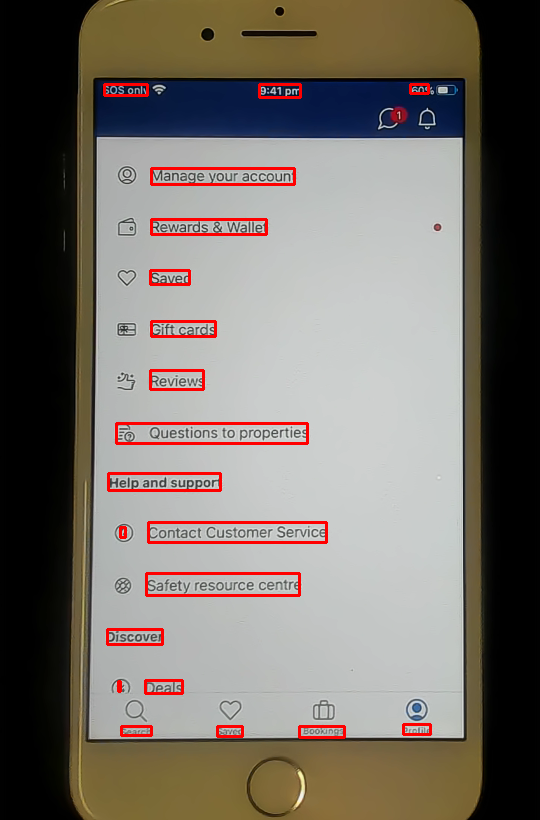 SOS only 9:41 pm 60%
1
Manage your account
Rewards & Wallet
Saved
Gift cards
Reviews
Questions to properties
Help and support
Contact Customer Service
Safety resource centre
Discover
Deals
Search Saved Bookings Profile